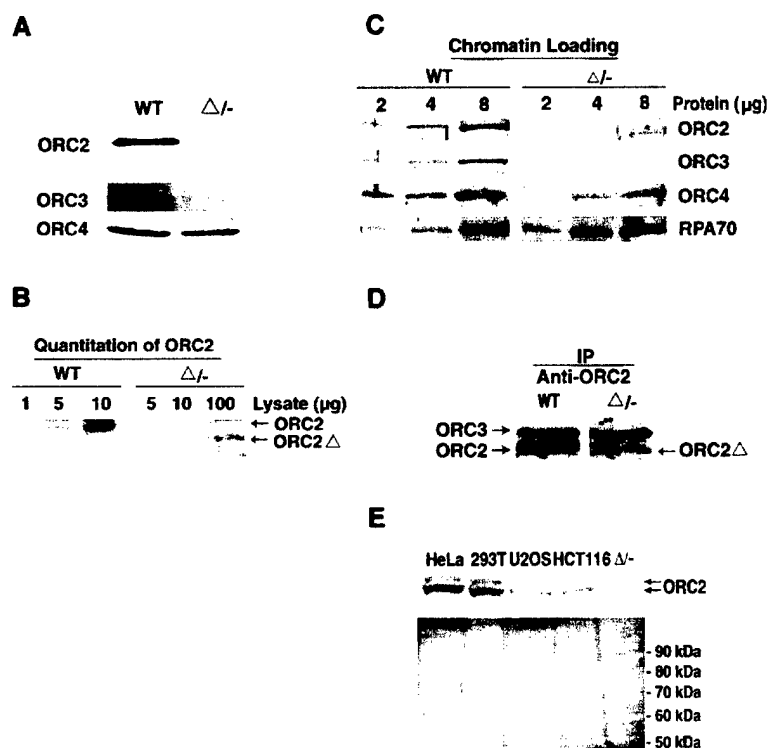 A
WT △/-
ORC2
ORC3
ORC4
B
Quantitation of ORC2
WT △/-
1 5 10 5 10 100 Lysate (µg)
← ORC2
← ORC2 △
C
Chromatin Loading
WT △/-
2 4 8 2 4 8 Protein (µg)
ORC2
ORC3
ORC4
RPA70
D
IP
Anti-ORC2
WT △/-
ORC3 →
ORC2 → ← ORC2 △
E
HeLa 293T U2OS HCT116 Δ/-
ORC2
- 90 kDa
- 80 kDa
- 70 kDa
- 60 kDa
- 50 kDa